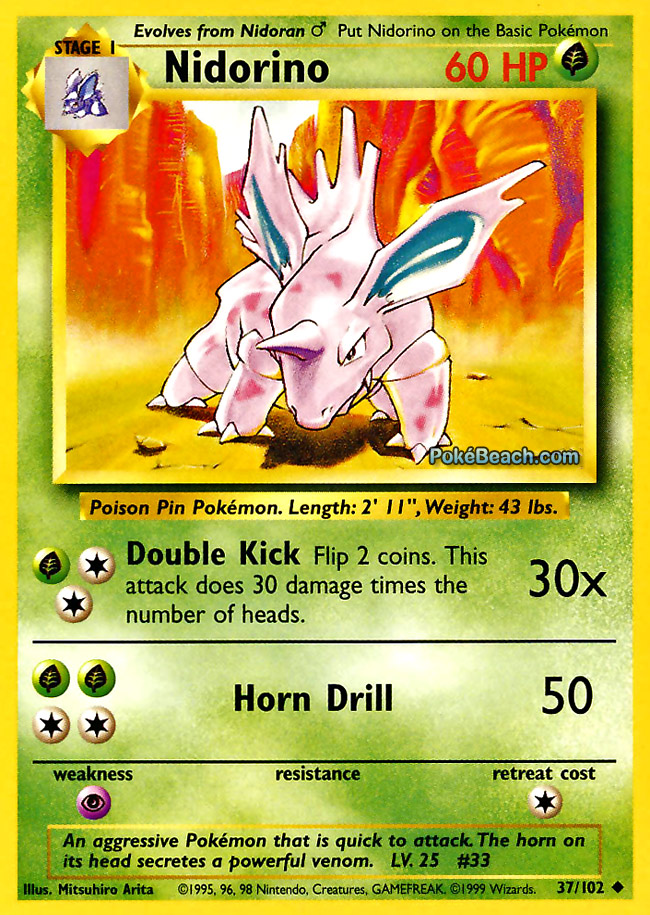 Evolves from Nidoran ♂ Put Nidorino on the Basic Pokémon
STAGE 1
Nidorino 60 HP
PokéBeach.com
Poison Pin Pokémon. Length: 2' 11", Weight: 43 lbs.
Double Kick Flip 2 coins. This
attack does 30 damage times the
number of heads.
30x
Horn Drill 50
weakness resistance retreat cost
An aggressive Pokémon that is quick to attack. The horn on
its head secretes a powerful venom. LV. 25 #33
Illus. Mitsuhiro Arita ©1995, 96, 98 Nintendo, Creatures, GAMEFREAK. ©1999 Wizards. 37/102 ◆